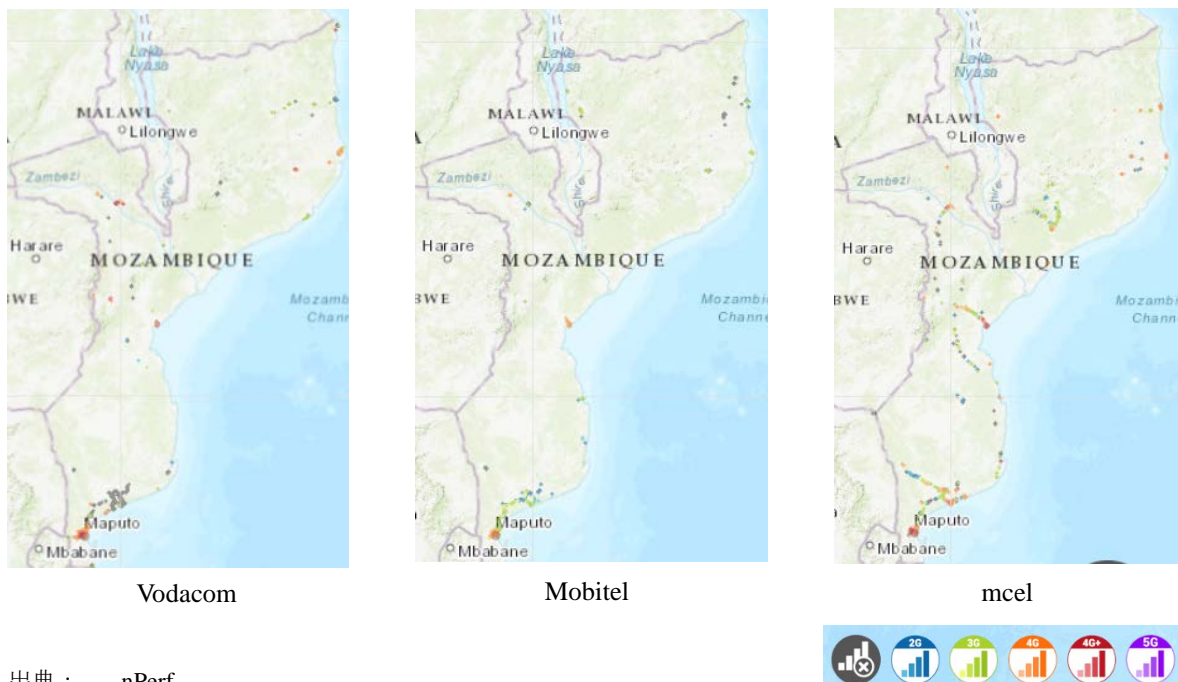 Lake
Nyasa
MALAWI
Lilongwe
Zambezi
Shire
Harare
MOZAMBIQUE
BWE
Mozamb
Chann
Maputo
Mbabane
Vodacom
Lake
Nyasa
MALAWI
Lilongwe
Zambezi
Shire
Harare
MOZAMBIQUE
BWE
Mozambi
Channe
Maputo
Mbabane
Mobitel
Lake
Nyasa
MALAWI
Lilongwe
Zambezi
Harare
MOZAMBIQUE
BWE
Mozambi
Channe
Maputo
Mbabane
mcel
2G 3G 4G 4G+ 5G
出典： nPerf